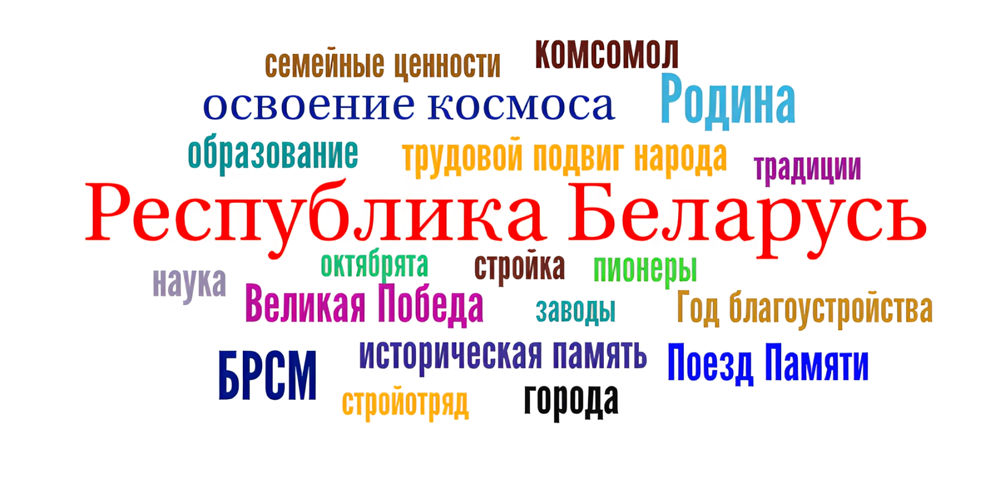 семейные ценности
комсомол
освоение космоса
Родина
образование
трудовой подвиг народа
традиции
Республика Беларусь
октябрята
стройка
пионеры
наука
Великая Победа
заводы
Год благоустройства
БРСМ
историческая память
Поезд Памяти
стройотряд
города